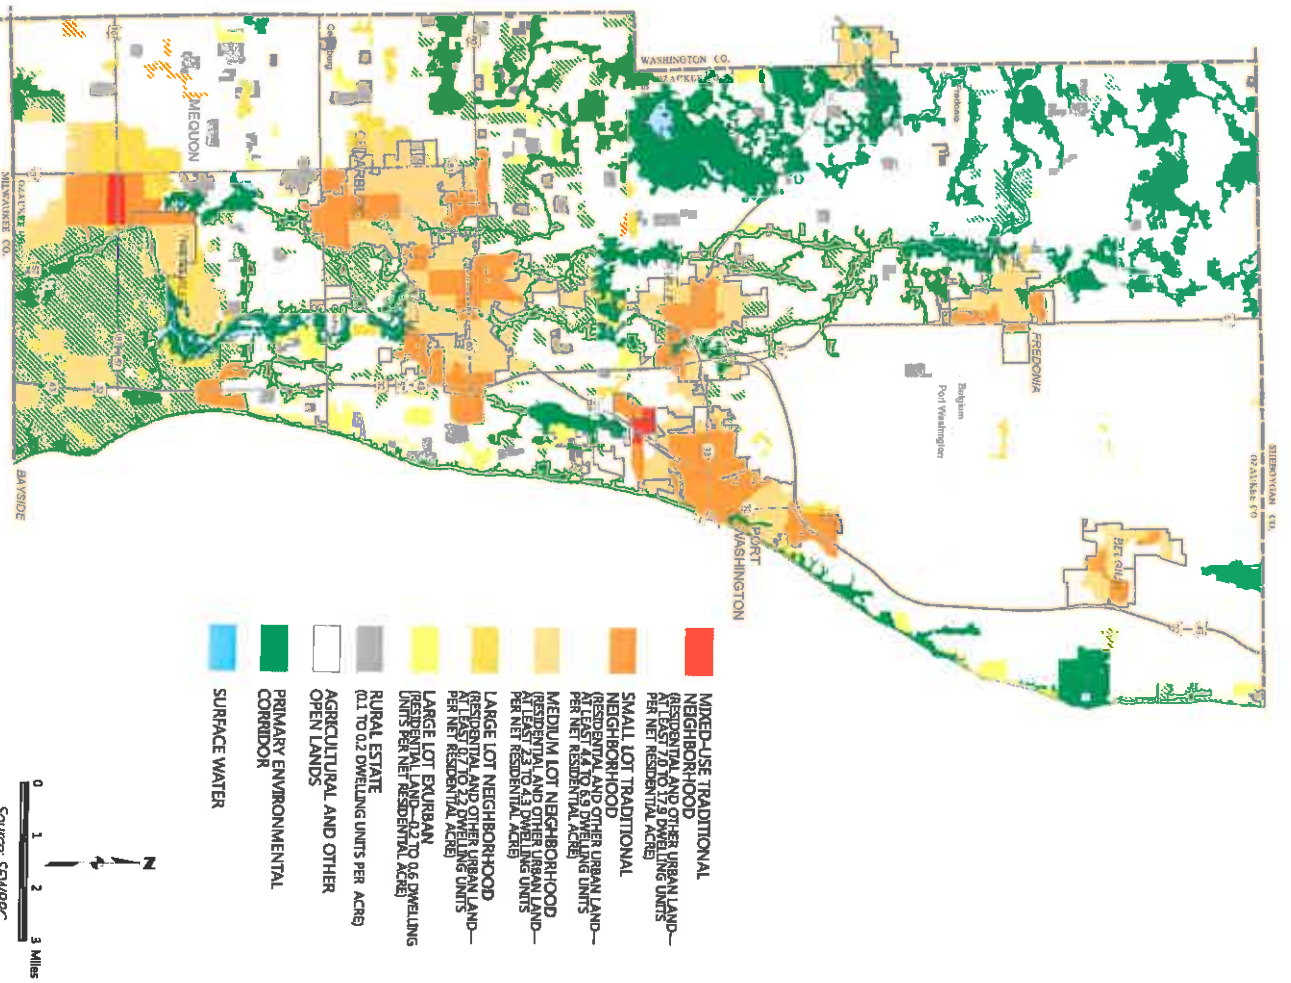 WASHINGTON CO.
OZAUKEE CO.
SHEBOYGAN CO.
OZAUKEE CO.
OZAUKEE CO.
MILWAUKEE CO.
MEQUON
FREDONIA
Fredonia
Belgium
Port Washington
PORT
WASHINGTON
BAYSIDE
MIXED-USE TRADITIONAL
NEIGHBORHOOD
(RESIDENTIAL AND OTHER URBAN LAND—
AT LEAST 7.0 TO 17.9 DWELLING UNITS
PER NET RESIDENTIAL ACRE)
SMALL LOT TRADITIONAL
NEIGHBORHOOD
(RESIDENTIAL AND OTHER URBAN LAND—
AT LEAST 4.4 TO 6.9 DWELLING UNITS
PER NET RESIDENTIAL ACRE)
MEDIUM LOT NEIGHBORHOOD
(RESIDENTIAL AND OTHER URBAN LAND—
AT LEAST 2.3 TO 4.3 DWELLING UNITS
PER NET RESIDENTIAL ACRE)
LARGE LOT NEIGHBORHOOD
(RESIDENTIAL AND OTHER URBAN LAND—
AT LEAST 0.7 TO 2.2 DWELLING UNITS
PER NET RESIDENTIAL ACRE)
LARGE LOT EXURBAN
(RESIDENTIAL LAND—0.2 TO 0.6 DWELLING
UNITS PER NET RESIDENTIAL ACRE)
RURAL ESTATE
(0.1 TO 0.2 DWELLING UNITS PER ACRE)
AGRICULTURAL AND OTHER
OPEN LANDS
PRIMARY ENVIRONMENTAL
CORRIDOR
SURFACE WATER
N
0 1 2 3 Miles
Source: SEWRPC